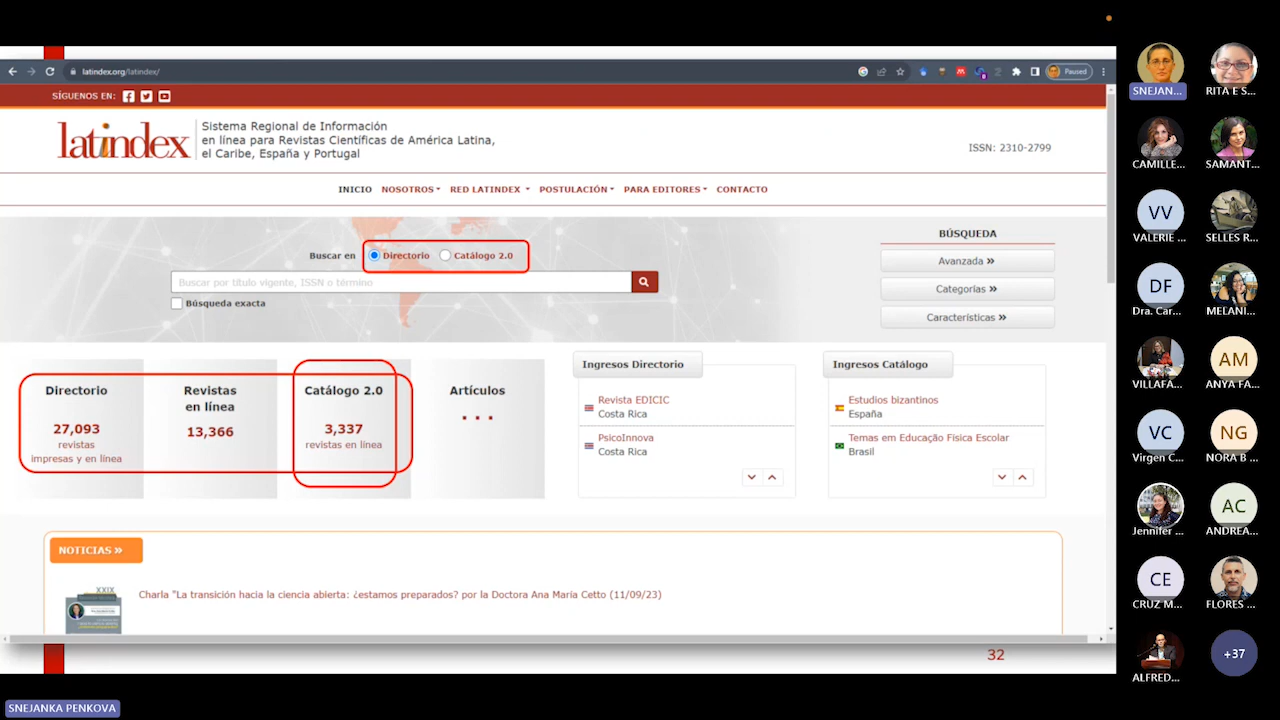 latindex.org/latindex/
Paused
SÍGUENOS EN:
latindex
Sistema Regional de Información
en línea para Revistas Científicas de América Latina,
el Caribe, España y Portugal
ISSN: 2310-2799
INICIO NOSOTROS RED LATINDEX POSTULACIÓN PARA EDITORES CONTACTO
Buscar en Directorio Catálogo 2.0
Buscar por título vigente, ISSN o término
Búsqueda exacta
BÚSQUEDA
Avanzada »
Categorías »
Características »
Directorio
27,093
revistas
impresas y en línea
Revistas
en línea
13,366
Catálogo 2.0
3,337
revistas en línea
Artículos
...
Ingresos Directorio
Revista EDICIC
Costa Rica
PsicoInnova
Costa Rica
Ingresos Catálogo
Estudios bizantinos
España
Temas em Educação Física Escolar
Brasil
NOTICIAS »
XXIX
Charla "La transición hacia la ciencia abierta: ¿estamos preparados? por la Doctora Ana María Cetto (11/09/23)
32
SNEJAN...
RITA E S...
CAMILLE...
SAMANT...
VV
VALERIE ...
SELLES R...
DF
Dra. Car...
MELANI...
VILLAFA...
AM
ANYA FA...
VC
Virgen C...
NG
NORA B ...
Jennifer ...
AC
ANDREA...
CE
CRUZ M...
FLORES ...
ALFRED...
+37
SNEJANKA PENKOVA